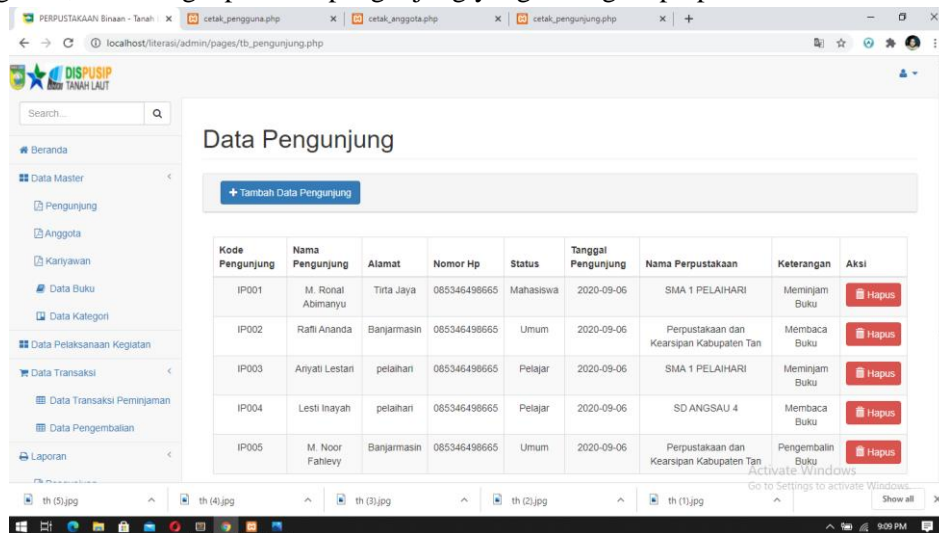 PERPUSTAKAAN Binaan - Tanah
cetak_pengguna.php
cetak_anggota.php
cetak_pengunjung.php
localhost/literasi/admin/pages/tb_pengunjung.php
DISPUSIP
TANAH LAUT
Search...
Beranda
Data Master
Pengunjung
Anggota
Kariyawan
Data Buku
Data Kategori
Data Pelaksanaan Kegiatan
Data Transaksi
Data Transaksi Peminjaman
Data Pengembalian
Laporan
Data Pengunjung
+ Tambah Data Pengunjung
Kode Pengunjung Nama Pengunjung Alamat Nomor Hp Status Tanggal Pengunjung Nama Perpustakaan Keterangan Aksi
IP001 M. Ronal Abimanyu Tirta Jaya 085346498665 Mahasiswa 2020-09-06 SMA 1 PELAIHARI Meminjam Buku Hapus
IP002 Rafli Ananda Banjarmasin 085346498665 Umum 2020-09-06 Perpustakaan dan Kearsipan Kabupaten Tan Membaca Buku Hapus
IP003 Ariyati Lestari pelaihari 085346498665 Pelajar 2020-09-06 SMA 1 PELAIHARI Meminjam Buku Hapus
IP004 Lesti Inayah pelaihari 085346498665 Pelajar 2020-09-06 SD ANGSAU 4 Membaca Buku Hapus
IP005 M. Noor Fahlevy Banjarmasin 085346498665 Umum 2020-09-06 Perpustakaan dan Kearsipan Kabupaten Tan Pengembalin Buku Hapus
Activate Windows
Go to Settings to activate Windows.
th (5).jpg
th (4).jpg
th (3).jpg
th (2).jpg
th (1).jpg
Show all
9:09 PM